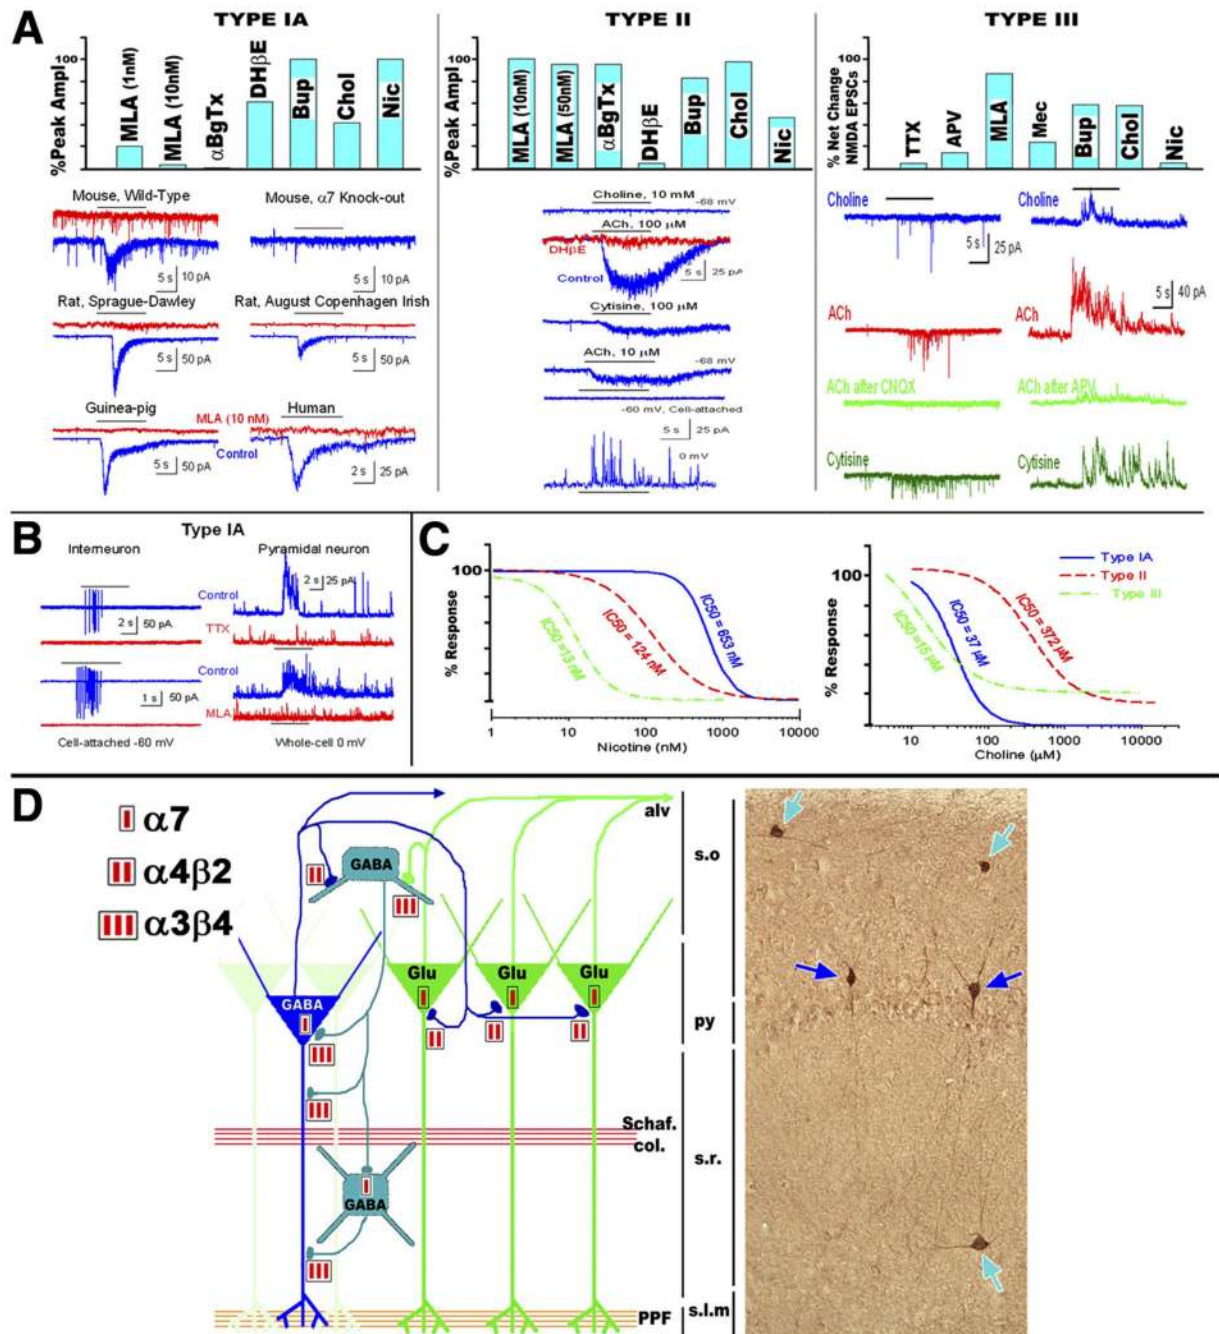 A
TYPE IA
%Peak Ampl
100
MLA (1nM)
MLA (10nM)
αBgTx
DHβE
Bup
Chol
Nic
Mouse, Wild-Type
5 s 10 pA
Mouse, α7 Knock-out
5 s 10 pA
Rat, Sprague-Dawley
5 s 50 pA
Rat, August Copenhagen Irish
5 s 50 pA
Guinea-pig
MLA (10 nM)
Control
5 s 50 pA
Human
2 s 25 pA
TYPE II
%Peak Ampl
100
MLA (10nM)
MLA (50nM)
αBgTx
DHβE
Bup
Chol
Nic
Choline, 10 mM
-68 mV
ACh, 100 μM
DHβE
Control
5 s 25 pA
Cytisine, 100 μM
ACh, 10 μM
-68 mV
-60 mV, Cell-attached
5 s 25 pA
0 mV
TYPE III
% Net Change
NMDA EPSCs
100
TTX
APV
MLA
Mec
Bup
Chol
Nic
Choline
5 s 25 pA
Choline
ACh
ACh
5 s 40 pA
ACh after CNQX
ACh after APV
Cytisine
Cytisine
B
Type IA
Interneuron
Pyramidal neuron
2 s 50 pA
Control
2 s 25 pA
TTX
1 s 50 pA
Control
MLA
Cell-attached -60 mV
Whole-cell 0 mV
C
% Response
100
IC50 =13 nM
IC50 = 124 nM
IC50 = 653 nM
1 10 100 1000 10000
Nicotine (nM)
% Response
100
Type IA
Type II
Type III
IC50 =15 μM
IC50 = 37 μM
IC50 = 372 μM
10 100 1000 10000
Choline (μM)
D
I α7
II α4β2
III α3β4
alv
GABA
II
III
s.o
GABA
I
Glu
I
Glu
I
Glu
I
III
II
II
II
py
III
Schaf.
col.
s.r.
I
GABA
III
PPF
s.l.m